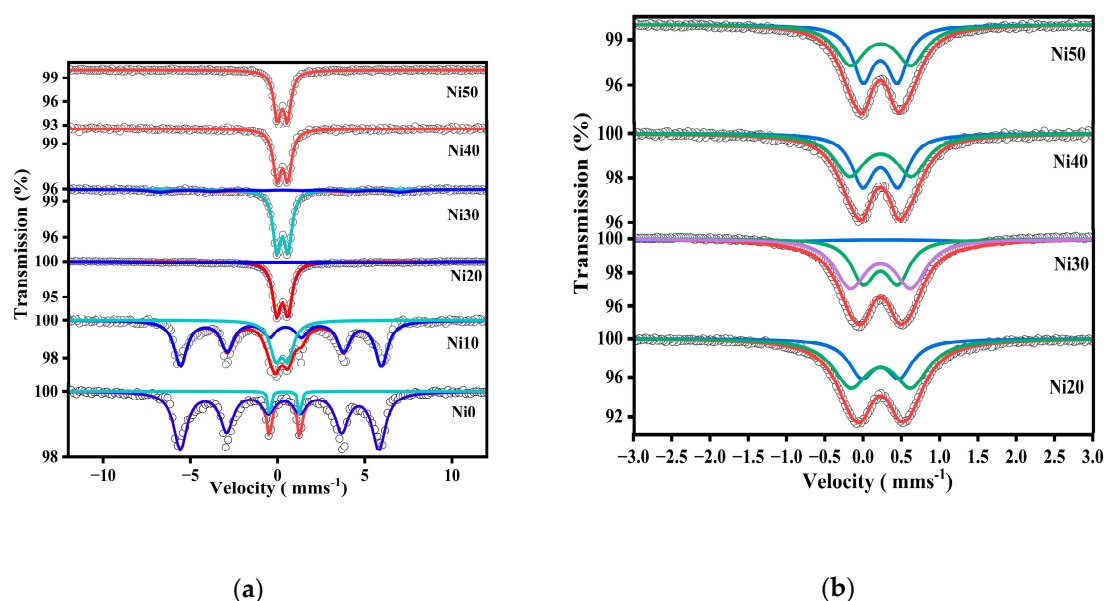 (a)
Transmission (%)
99
96
93
99
96
99
96
100
95
100
98
100
98
Ni50
Ni40
Ni30
Ni20
Ni10
Ni0
−10 −5 0 5 10
Velocity ( mms⁻¹)
(b)
Transmission (%)
Transmission (%)
99
96
100
98
96
100
98
96
100
96
92
Ni50
Ni40
Ni30
Ni20
−3.0 −2.5 −2.0 −1.5 −1.0 −0.5 0.0 0.5 1.0 1.5 2.0 2.5 3.0
Velocity ( mms⁻¹)